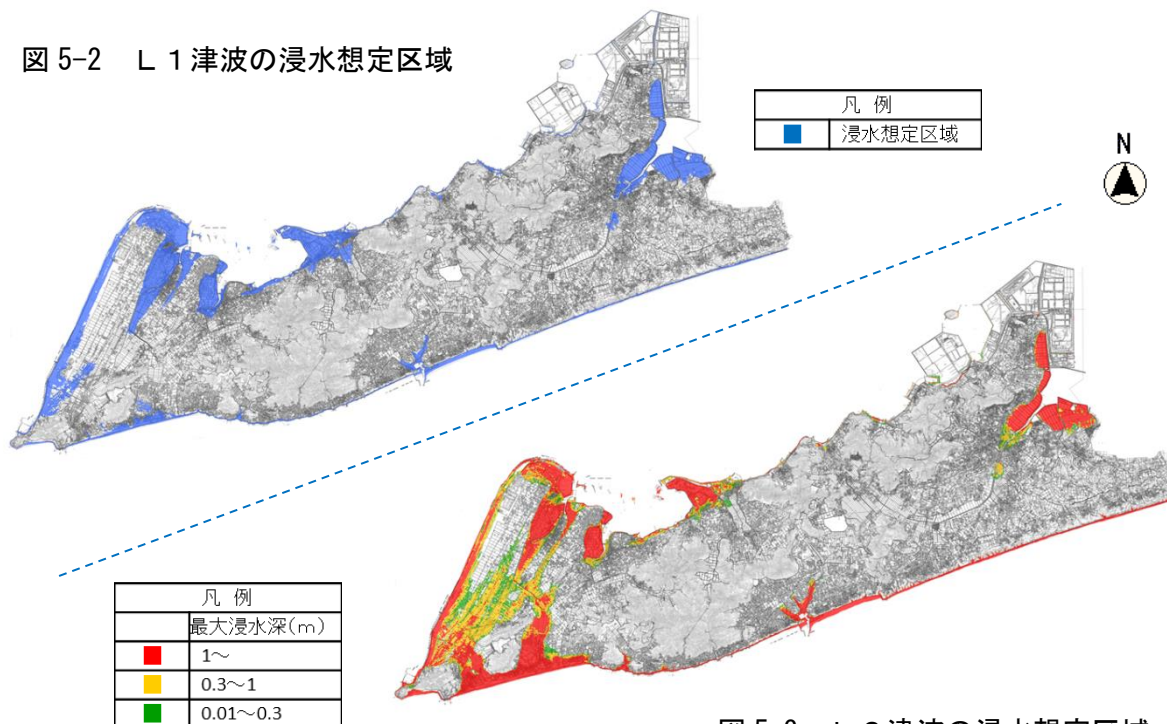 図 5-2　Ｌ１津波の浸水想定区域
凡 例
浸水想定区域
N
凡 例
最大浸水深(ｍ)
1～
0.3～1
0.01～0.3